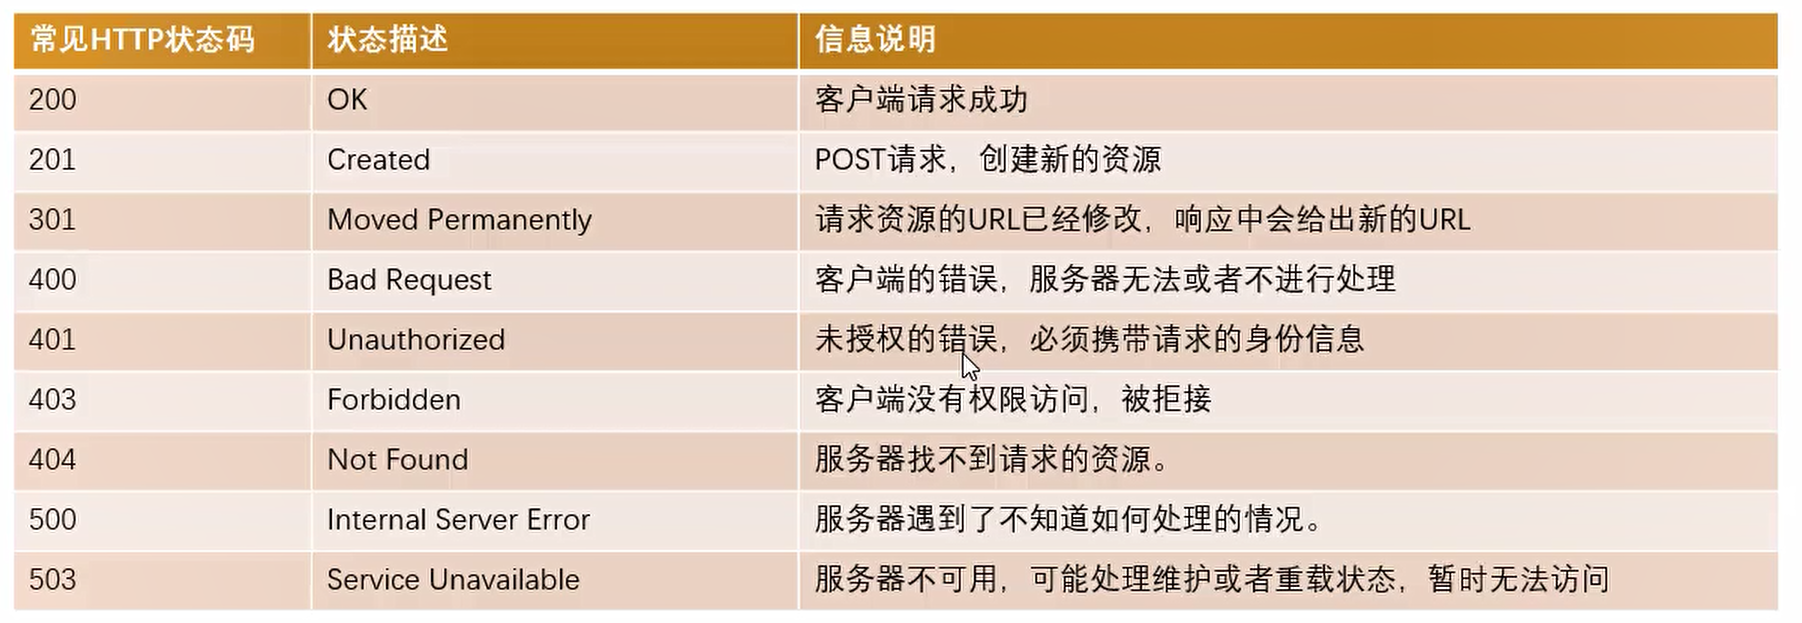 常见HTTP状态码 状态描述 信息说明
200 OK 客户端请求成功
201 Created POST请求，创建新的资源
301 Moved Permanently 请求资源的URL已经修改，响应中会给出新的URL
400 Bad Request 客户端的错误，服务器无法或者不进行处理
401 Unauthorized 未授权的错误，必须携带请求的身份信息
403 Forbidden 客户端没有权限访问，被拒接
404 Not Found 服务器找不到请求的资源。
500 Internal Server Error 服务器遇到了不知道如何处理的情况。
503 Service Unavailable 服务器不可用，可能处理维护或者重载状态，暂时无法访问